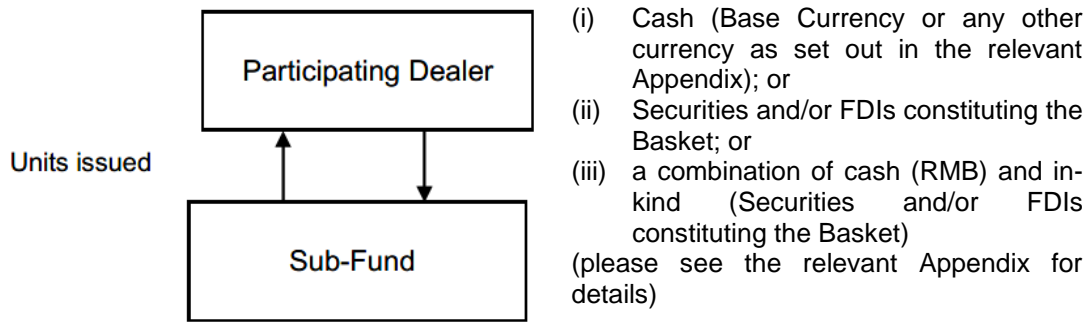 Participating Dealer
Units issued
Sub-Fund
(i) Cash (Base Currency or any other
currency as set out in the relevant
Appendix); or
(ii) Securities and/or FDIs constituting the
Basket; or
(iii) a combination of cash (RMB) and in-
kind (Securities and/or FDIs
constituting the Basket)
(please see the relevant Appendix for
details)